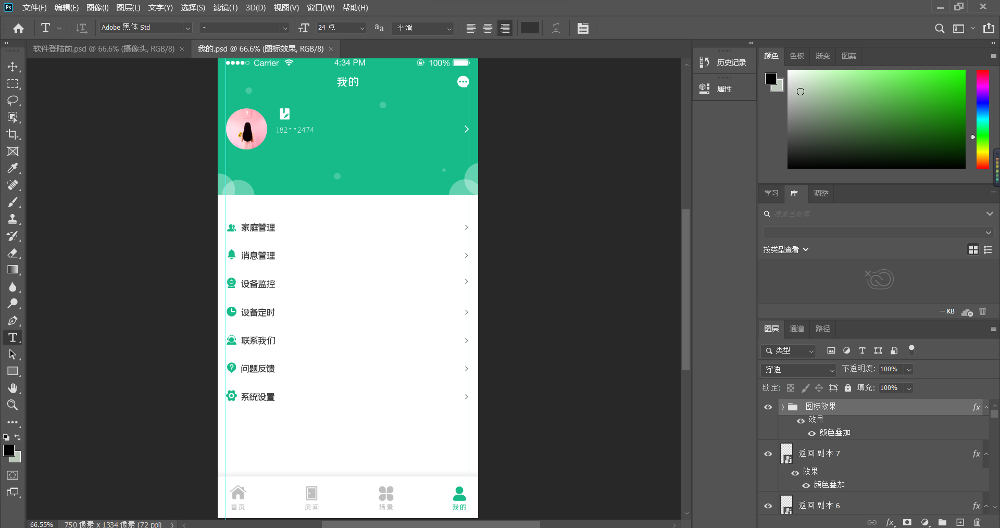 Ps 文件(F) 编辑(E) 图像(I) 图层(L) 文字(Y) 选择(S) 滤镜(T) 3D(D) 视图(V) 窗口(W) 帮助(H)
T Adobe 黑体 Std - 24 点 aa 平滑
软件登陆前.psd @ 66.6% (摄像头, RGB/8) × 我的.psd @ 66.6% (图标效果, RGB/8) ×
Carrier 4:34 PM 100%
我的
182**2474
家庭管理
消息管理
设备监控
设备定时
联系我们
问题反馈
系统设置
首页 房间 场景 我的
66.55% 750 像素 x 1334 像素 (72 ppi)
历史记录
属性
颜色 色板 渐变 图案
学习 库 调整
搜索当前库
按类型查看
-- KB
图层 通道 路径
类型
穿透 不透明度: 100%
锁定: 填充: 100%
图标效果 fx
效果
颜色叠加
返回 副本 7 fx
效果
颜色叠加
返回 副本 6 fx
fx